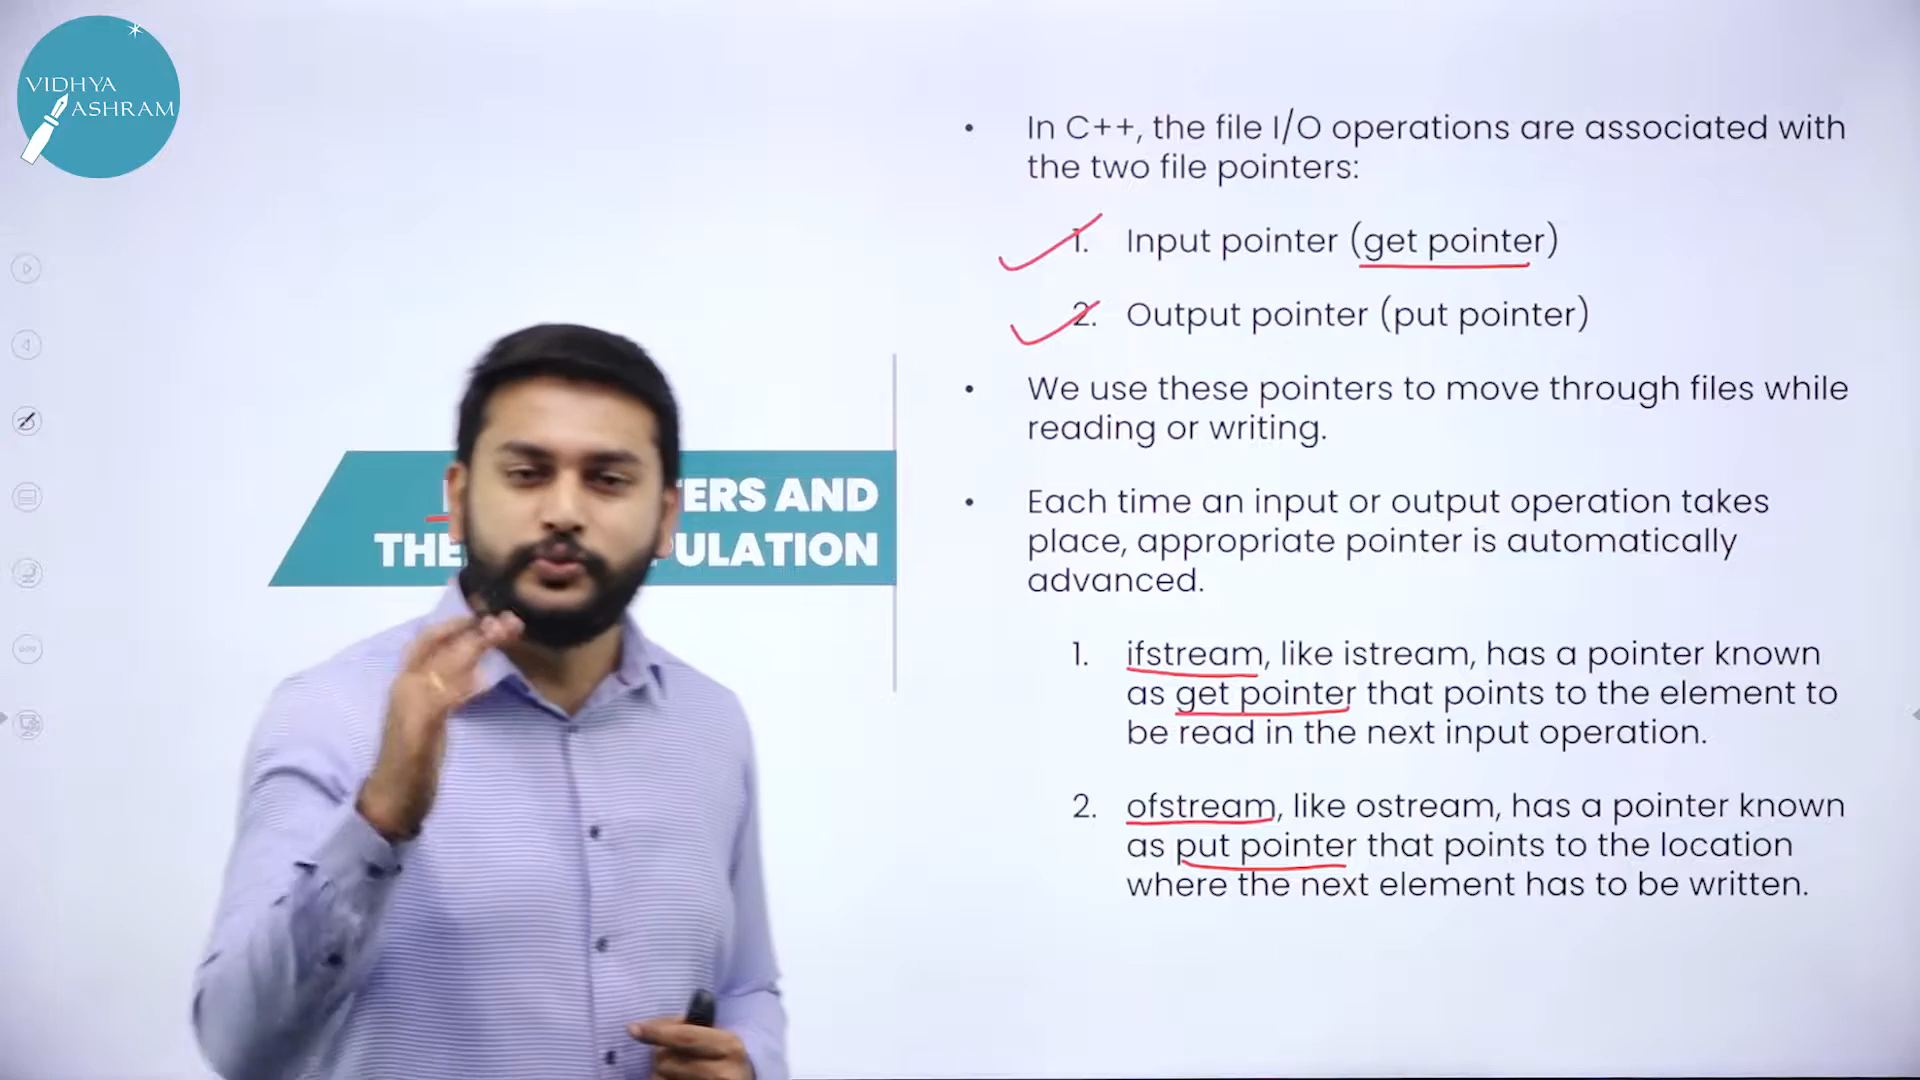 VIDHYA
ASHRAM
• In C++, the file I/O operations are associated with
the two file pointers:
1. Input pointer (get pointer)
2. Output pointer (put pointer)
• We use these pointers to move through files while
reading or writing.
TERS AND
THE PULATION
• Each time an input or output operation takes
place, appropriate pointer is automatically
advanced.
1. ifstream, like istream, has a pointer known
as get pointer that points to the element to
be read in the next input operation.
2. ofstream, like ostream, has a pointer known
as put pointer that points to the location
where the next element has to be written.